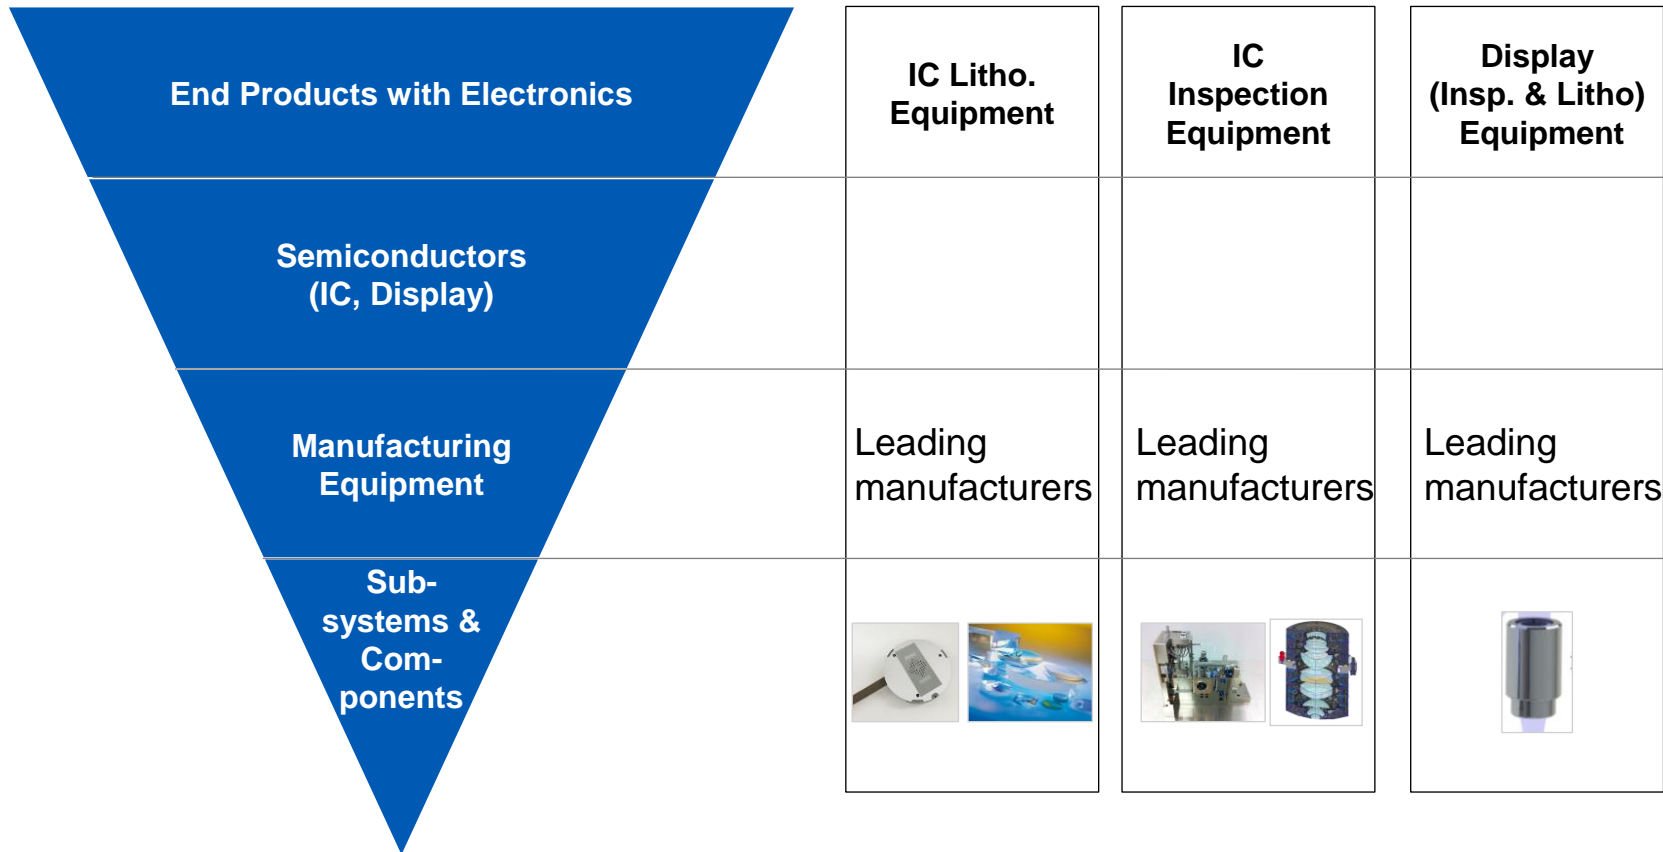 End Products with Electronics
IC Litho.
Equipment
IC
Inspection
Equipment
Display
(Insp. & Litho)
Equipment
Semiconductors
(IC, Display)
Manufacturing
Equipment
Leading
manufacturers
Leading
manufacturers
Leading
manufacturers
Sub-
systems &
Com-
ponents